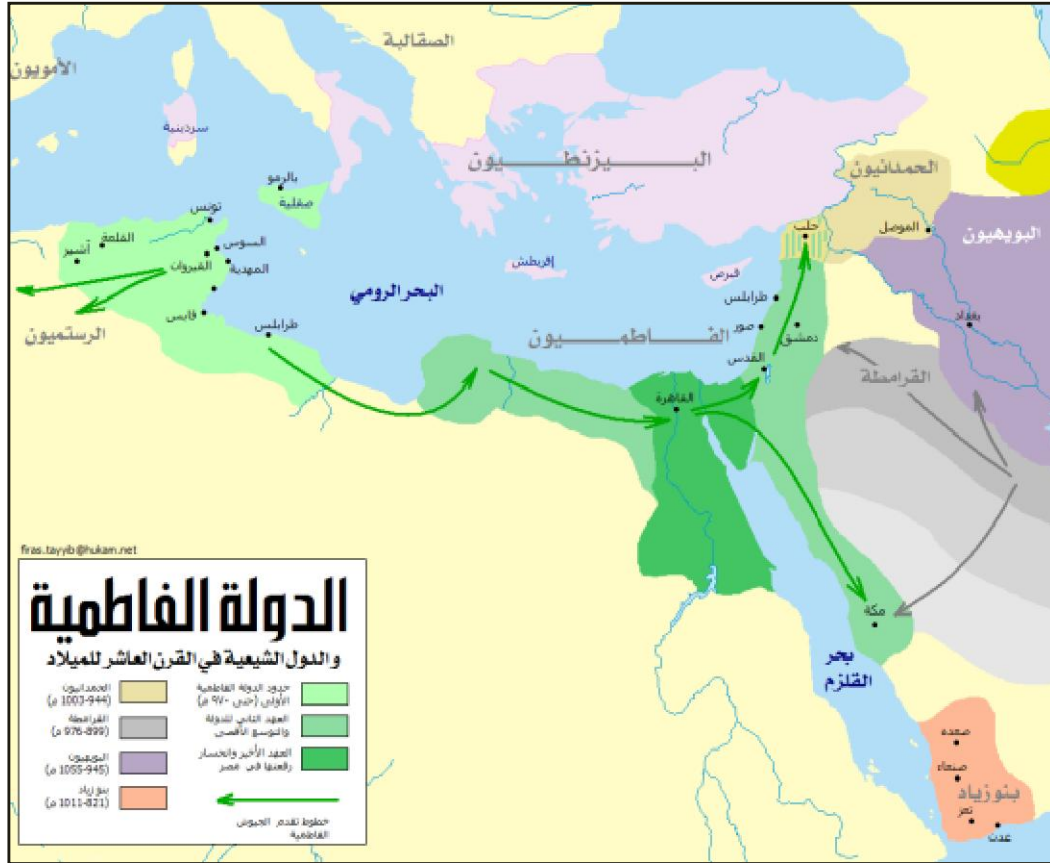 الصقالبة
الأمويون
سردينية
البـــــيزنطـــــيون
الحمدانيون
بالرمو
صقلية
تونس
حلب
الموصل
البويهيون
القلعة
السوس
أشير
القيروان
المهدية
إقريطش
قبرص
البحر الرومي
طرابلس
بغداد
الرستميون
قابس
طرابلس
الفـــــاطمـــــيون
صور
دمشق
القدس
القرامطة
القاهرة
firas.tayyib@hukam.net
مكة
بحر
القلزم
صعده
صنعاء
بنو زياد
تعز
عدن
الدولة الفاطمية
والدول الشيعية في القرن العاشر للميلاد
حدود الدولة الفاطمية
الأولى (حتى ٩٧٠ م)
العهد الثاني للدولة
والتوسع الأقصى
العهد الأخير وانحسار
رقعتها في مصر
خطوط تقدم الجيوش
الفاطمية
الحمدانيون
(944-1003 م)
القرامطة
(899-976 م)
البويهيون
(945-1055 م)
بنو زياد
(821-1011 م)